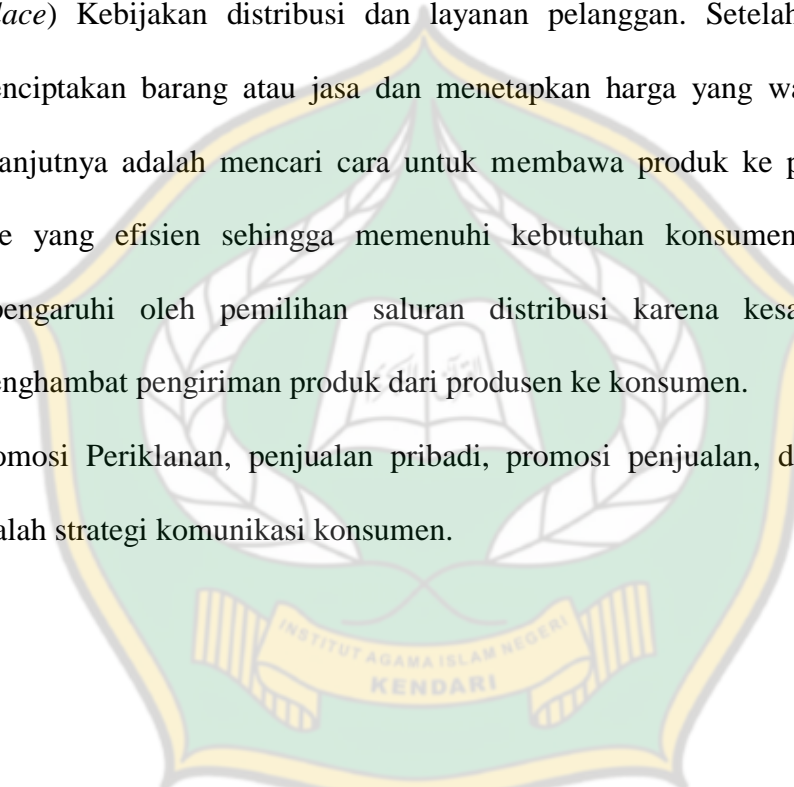 lace) Kebijakan distribusi dan layanan pelanggan. Setelah
enciptakan barang atau jasa dan menetapkan harga yang wa
anjutnya adalah mencari cara untuk membawa produk ke p
e yang efisien sehingga memenuhi kebutuhan konsumen
pengaruhi oleh pemilihan saluran distribusi karena kesa
enghambat pengiriman produk dari produsen ke konsumen.
omosi Periklanan, penjualan pribadi, promosi penjualan, d
alah strategi komunikasi konsumen.
INSTITUT AGAMA ISLAM NEGERI
KENDARI